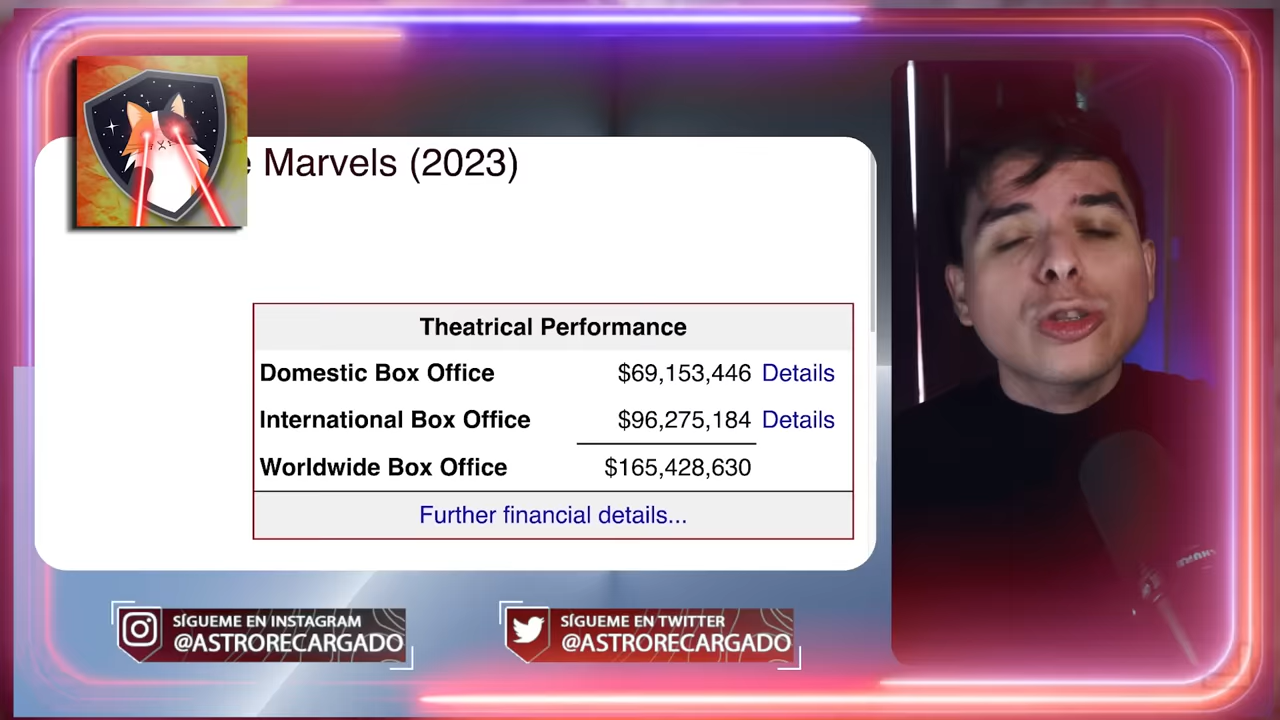 Marvels (2023)
Theatrical Performance
Domestic Box Office $69,153,446 Details
International Box Office $96,275,184 Details
Worldwide Box Office $165,428,630
Further financial details...
SÍGUEME EN INSTAGRAM
@ASTRORECARGADO
SÍGUEME EN TWITTER
@ASTRORECARGADO